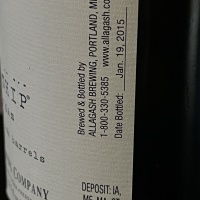 Brewed & Bottled by
ALLAGASH BREWING, PORTLAND,
1-800-330-5385 www.allagash.
Date Bottled: Jan. 19, 2015
barrels
COMPANY
DEPOSIT: IA,
ME, MA,